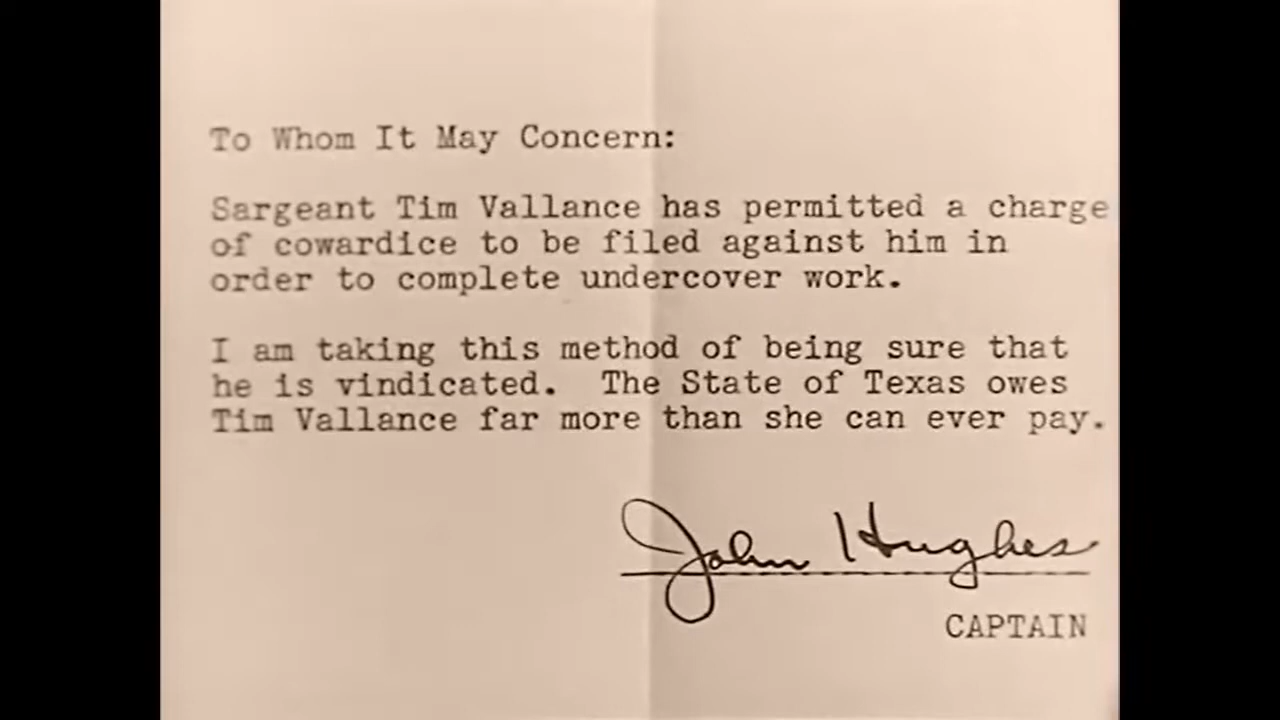 To Whom It May Concern:
Sargeant Tim Vallance has permitted a charge
of cowardice to be filed against him in
order to complete undercover work.
I am taking this method of being sure that
he is vindicated. The State of Texas owes
Tim Vallance far more than she can ever pay.
John Hughes
CAPTAIN